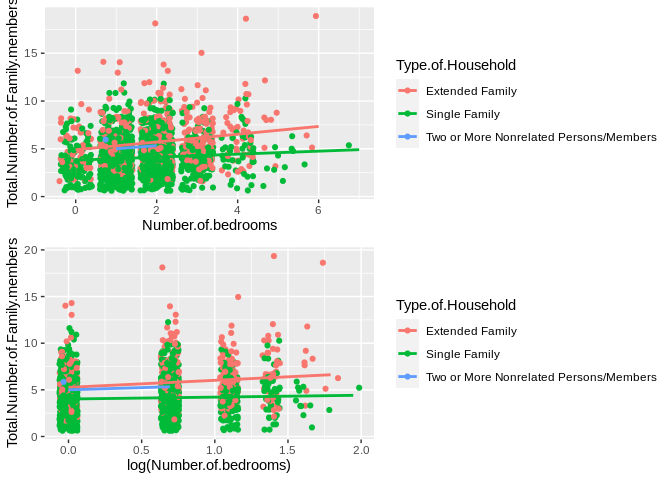 Total.Number.of.Family.members
15
10
5
0
0
2
4
6
Number.of.bedrooms
Type.of.Household
Extended Family
Single Family
Two or More Nonrelated Persons/Members
Total.Number.of.Family.members
20
15
10
5
0
0.0
0.5
1.0
1.5
2.0
log(Number.of.bedrooms)
Type.of.Household
Extended Family
Single Family
Two or More Nonrelated Persons/Members